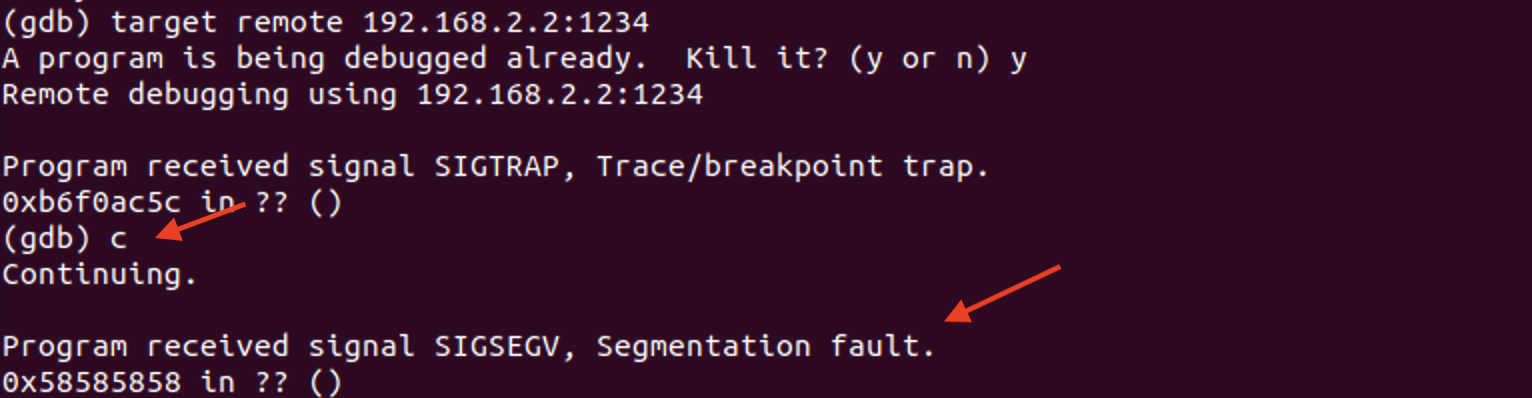 (gdb) target remote 192.168.2.2:1234
A program is being debugged already.  Kill it? (y or n) y
Remote debugging using 192.168.2.2:1234
Program received signal SIGTRAP, Trace/breakpoint trap.
0xb6f0ac5c in ?? ()
(gdb) c
Continuing.
Program received signal SIGSEGV, Segmentation fault.
0x58585858 in ?? ()